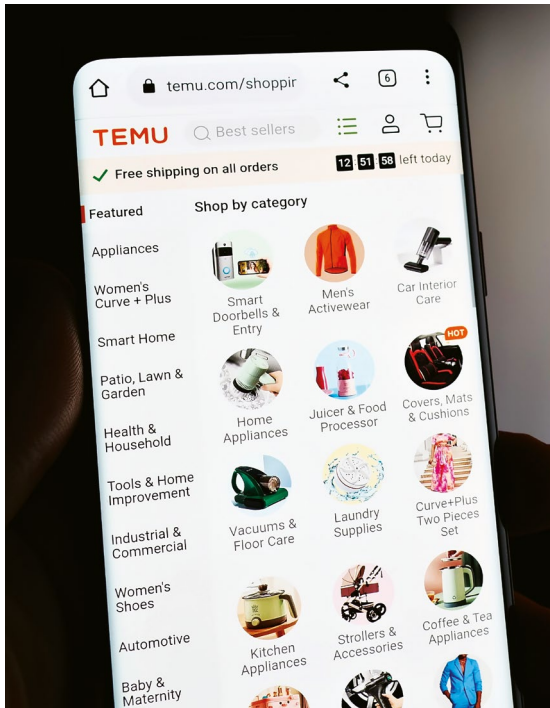 temu.com/shoppir
6
TEMU
Best sellers
Free shipping on all orders
12 : 51 : 58 left today
Featured
Appliances
Women's
Curve + Plus
Smart Home
Patio, Lawn &
Garden
Health &
Household
Tools & Home
Improvement
Industrial &
Commercial
Women's
Shoes
Automotive
Baby &
Maternity
Shop by category
Smart
Doorbells &
Entry
Men's
Activewear
Car Interior
Care
Home
Appliances
Juicer & Food
Processor
HOT
Covers, Mats
& Cushions
Vacuums &
Floor Care
Laundry
Supplies
Curve+Plus
Two Pieces
Set
Kitchen
Appliances
Strollers &
Accessories
Coffee & Tea
Appliances